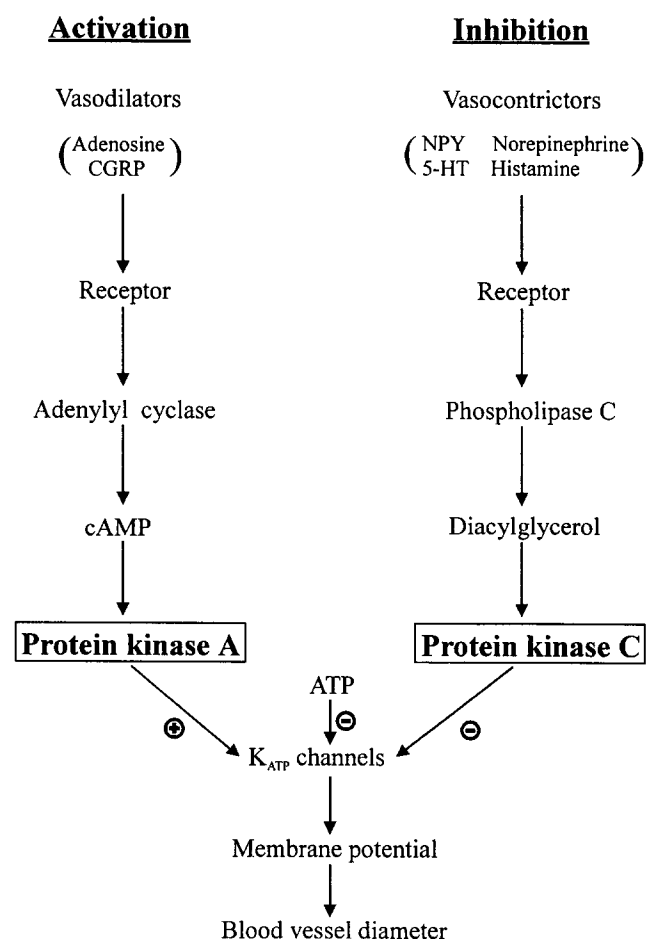 Activation
Inhibition
Vasodilators
Vasocontrictors
(Adenosine
CGRP)
(NPY Norepinephrine
5-HT Histamine)
Receptor
Receptor
Adenylyl cyclase
Phospholipase C
cAMP
Diacylglycerol
Protein kinase A
Protein kinase C
ATP
+
−
−
K_ATP channels
Membrane potential
Blood vessel diameter